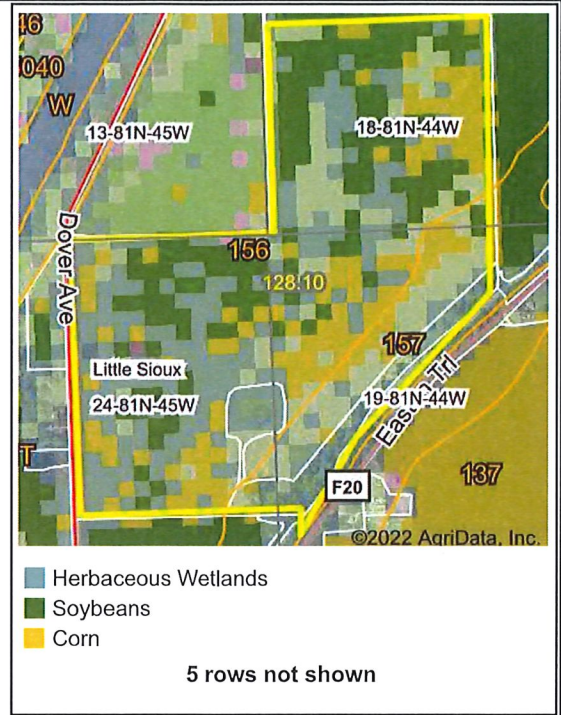 46
040
W
13-81N-45W
18-81N-44W
Dover Ave
156
128.10
157
Little Sioux
24-81N-45W
19-81N-44W
T
F20
137
©2022 AgriData, Inc.
Herbaceous Wetlands
Soybeans
Corn
5 rows not shown